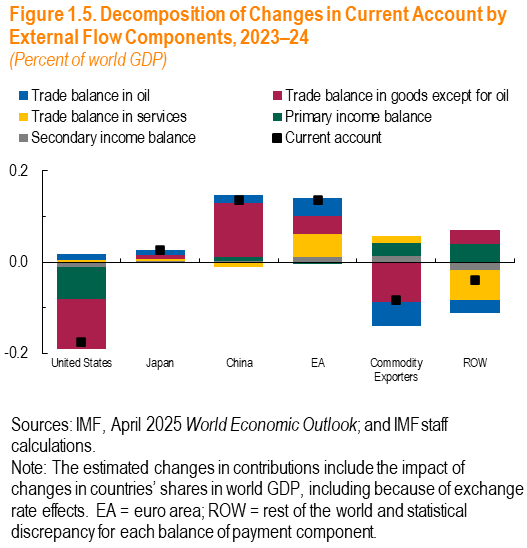 Figure 1.5. Decomposition of Changes in Current Account by
External Flow Components, 2023–24
(Percent of world GDP)
Trade balance in oil
Trade balance in goods except for oil
Trade balance in services
Primary income balance
Secondary income balance
Current account
0.2
0.0
-0.2
United States
Japan
China
EA
Commodity
Exporters
ROW
Sources: IMF, April 2025 World Economic Outlook; and IMF staff
calculations.
Note: The estimated changes in contributions include the impact of
changes in countries' shares in world GDP, including because of exchange
rate effects. EA = euro area; ROW = rest of the world and statistical
discrepancy for each balance of payment component.